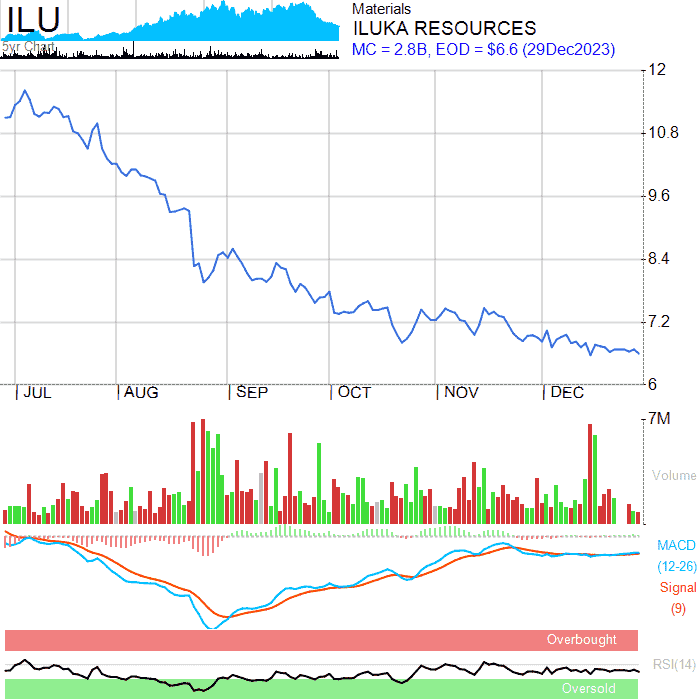 ILU
5yr Chart
Materials
ILUKA RESOURCES
MC = 2.8B, EOD = $6.6 (29Dec2023)
12
10.8
9.6
8.4
7.2
6
JUL AUG SEP OCT NOV DEC
7M
Volume
MACD
(12-26)
Signal
(9)
Overbought
RSI(14)
Oversold